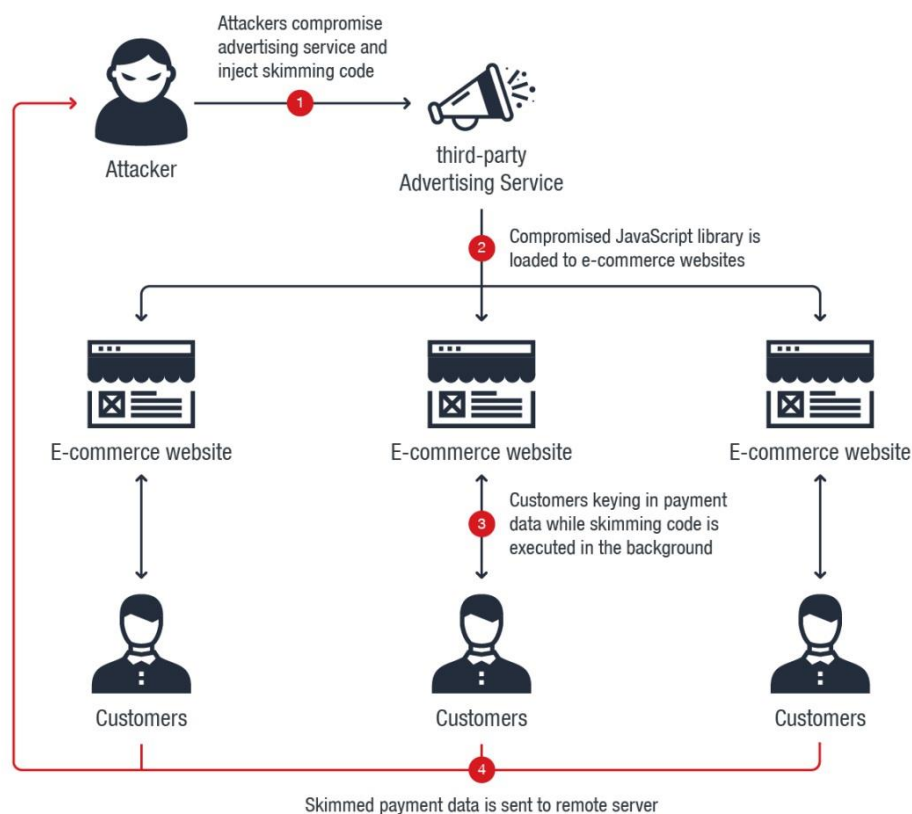 Attackers compromise
advertising service and
inject skimming code
1
Attacker
third-party
Advertising Service
2
Compromised JavaScript library is
loaded to e-commerce websites
E-commerce website
E-commerce website
E-commerce website
3
Customers keying in payment
data while skimming code is
executed in the background
Customers
Customers
Customers
4
Skimmed payment data is sent to remote server